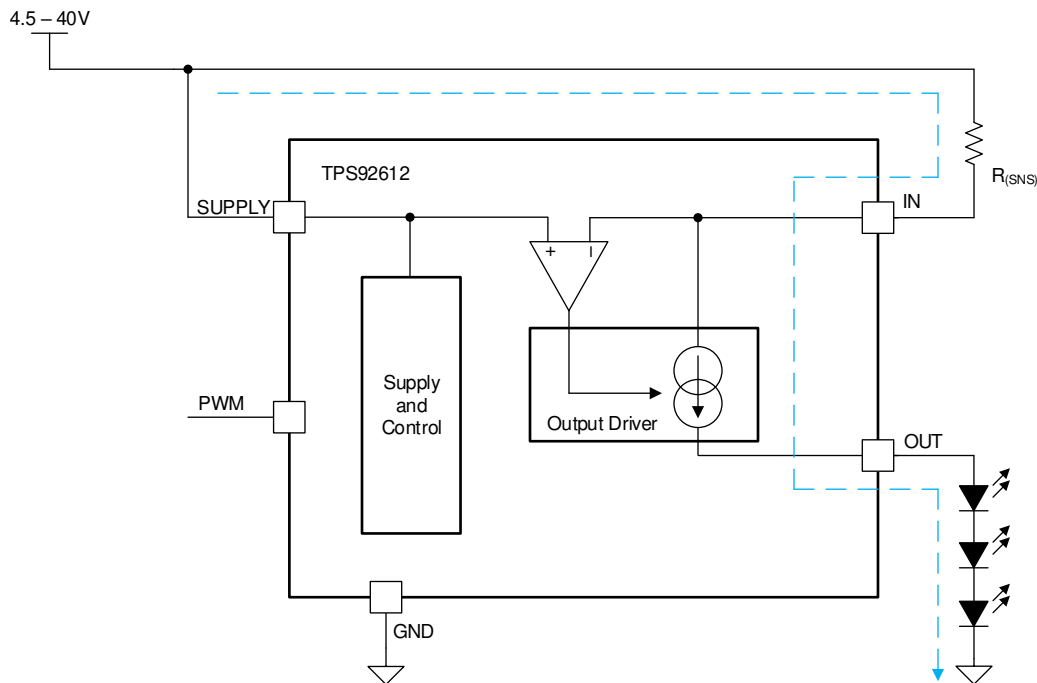 4.5 – 40V
TPS92612
R(SNS)
SUPPLY
IN
+
–
Supply
and
Control
PWM
Output Driver
OUT
GND